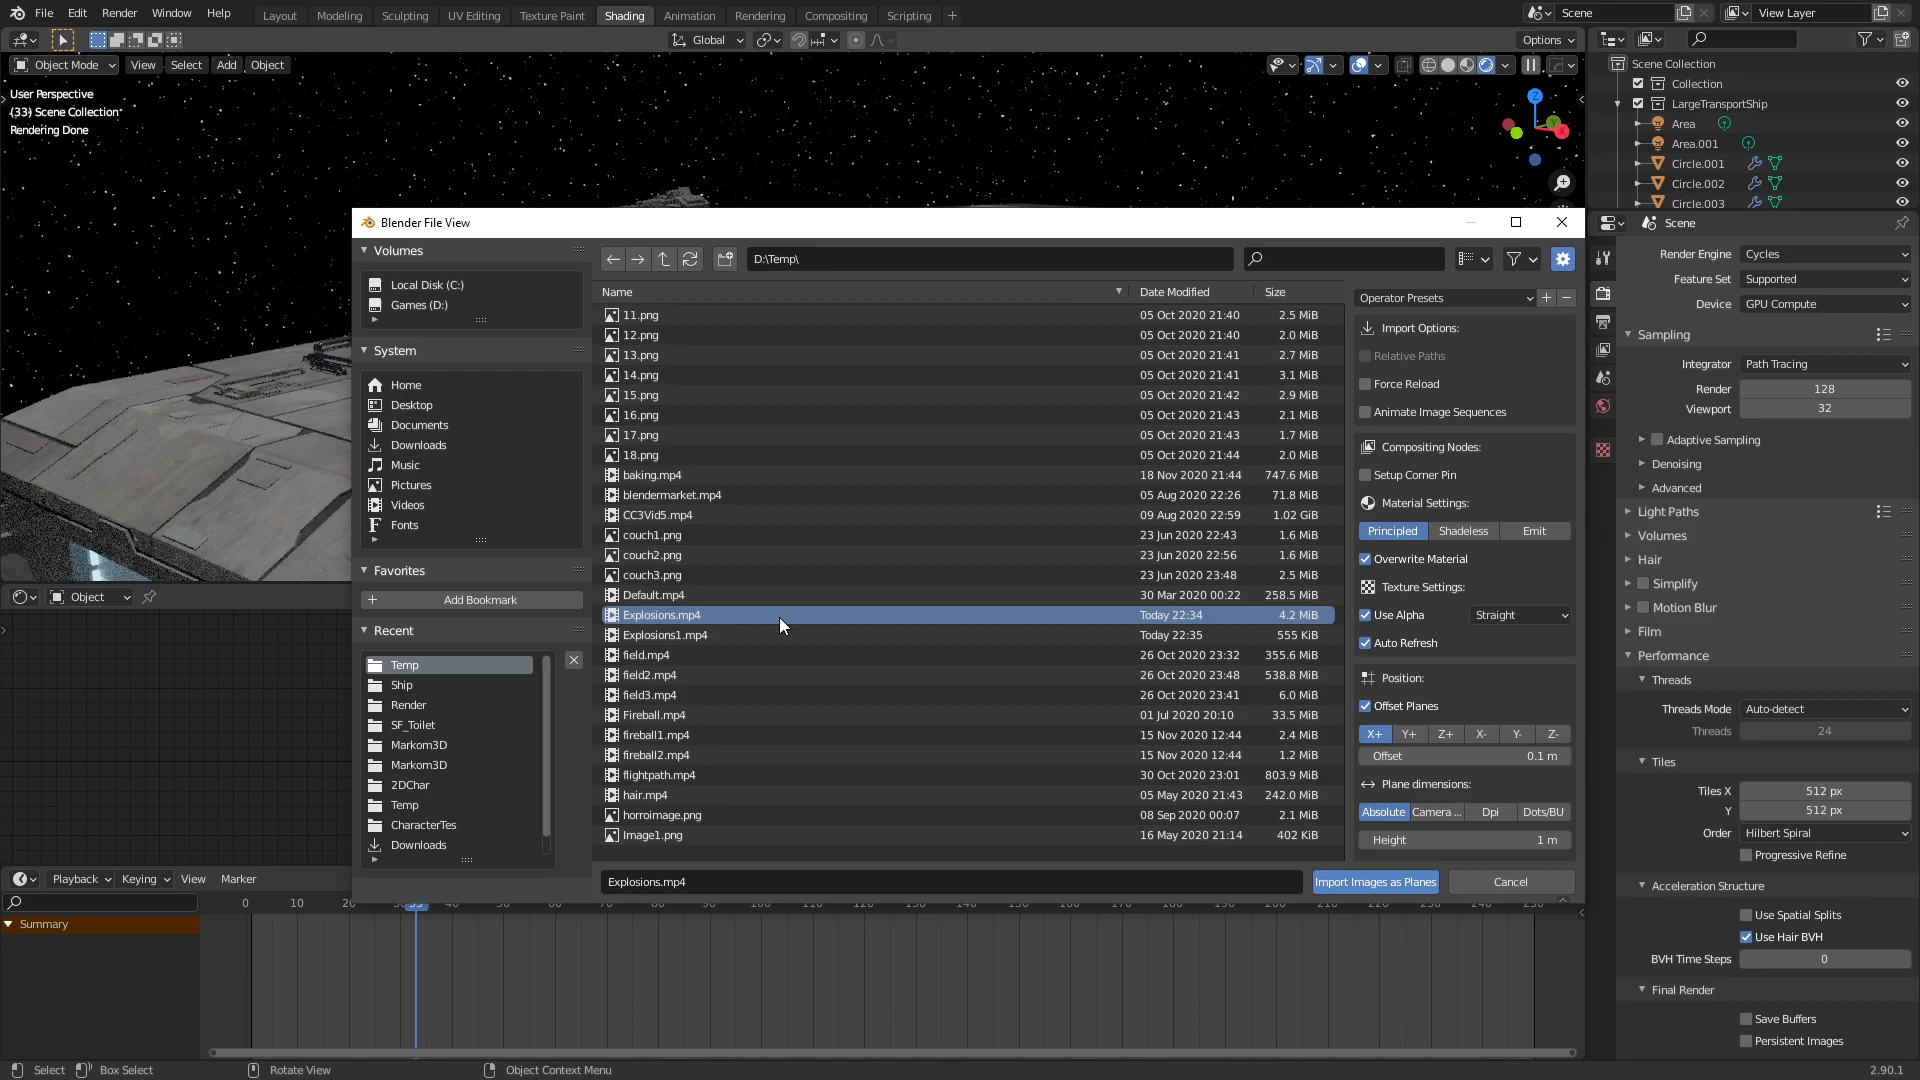 File Edit Render Window Help Layout Modeling Sculpting UV Editing Texture Paint Shading Animation Rendering Compositing Scripting + Scene View Layer
Global Options
Object Mode View Select Add Object
User Perspective
(33) Scene Collection
Rendering Done
Z
X
Scene Collection
Collection
LargeTransportShip
Area
Area.001
Circle.001
Circle.002
Circle.003
Blender File View
Volumes
Local Disk (C:)
Games (D:)
System
Home
Desktop
Documents
Downloads
Music
Pictures
Videos
Fonts
Favorites
Add Bookmark
Recent
Temp
Ship
Render
SF_Toilet
Markom3D
Markom3D
2DChar
Temp
CharacterTes
Downloads
D:\Temp\
Name Date Modified Size
11.png 05 Oct 2020 21:40 2.5 MiB
12.png 05 Oct 2020 21:40 2.0 MiB
13.png 05 Oct 2020 21:41 2.7 MiB
14.png 05 Oct 2020 21:41 3.1 MiB
15.png 05 Oct 2020 21:42 2.9 MiB
16.png 05 Oct 2020 21:43 2.1 MiB
17.png 05 Oct 2020 21:43 1.7 MiB
18.png 05 Oct 2020 21:44 2.0 MiB
baking.mp4 18 Nov 2020 21:44 747.6 MiB
blendermarket.mp4 05 Aug 2020 22:26 71.8 MiB
CC3Vid5.mp4 09 Aug 2020 22:59 1.02 GiB
couch1.png 23 Jun 2020 22:43 1.6 MiB
couch2.png 23 Jun 2020 22:56 1.6 MiB
couch3.png 23 Jun 2020 23:48 2.5 MiB
Default.mp4 30 Mar 2020 00:22 258.5 MiB
Explosions.mp4 Today 22:34 4.2 MiB
Explosions1.mp4 Today 22:35 555 KiB
field.mp4 26 Oct 2020 23:32 355.6 MiB
field2.mp4 26 Oct 2020 23:48 538.8 MiB
field3.mp4 26 Oct 2020 23:41 6.0 MiB
Fireball.mp4 01 Jul 2020 20:10 33.5 MiB
fireball1.mp4 15 Nov 2020 12:44 2.4 MiB
fireball2.mp4 15 Nov 2020 12:44 1.2 MiB
flightpath.mp4 30 Oct 2020 23:01 803.9 MiB
hair.mp4 05 May 2020 21:43 242.0 MiB
horroimage.png 08 Sep 2020 00:07 2.1 MiB
Image1.png 16 May 2020 21:14 402 KiB
Explosions.mp4 Import Images as Planes Cancel
Operator Presets
Import Options:
Relative Paths
Force Reload
Animate Image Sequences
Compositing Nodes:
Setup Corner Pin
Material Settings:
Principled Shadeless Emit
Overwrite Material
Texture Settings:
Use Alpha Straight
Auto Refresh
Position:
Offset Planes
X+ Y+ Z+ X- Y- Z-
Offset 0.1 m
Plane dimensions:
Absolute Camera ... Dpi Dots/BU
Height 1 m
Scene
Render Engine Cycles
Feature Set Supported
Device GPU Compute
Sampling
Integrator Path Tracing
Render 128
Viewport 32
Adaptive Sampling
Denoising
Advanced
Light Paths
Volumes
Hair
Simplify
Motion Blur
Film
Performance
Threads
Threads Mode Auto-detect
Threads 24
Tiles
Tiles X 512 px
Y 512 px
Order Hilbert Spiral
Progressive Refine
Acceleration Structure
Use Spatial Splits
Use Hair BVH
BVH Time Steps 0
Final Render
Save Buffers
Persistent Images
Object
Playback Keying View Marker
0 10
Summary
Select Box Select Rotate View Object Context Menu 2.90.1